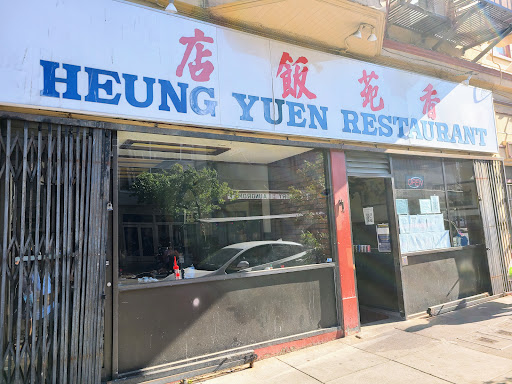 店飯苑香
HEUNG YUEN RESTAURANT